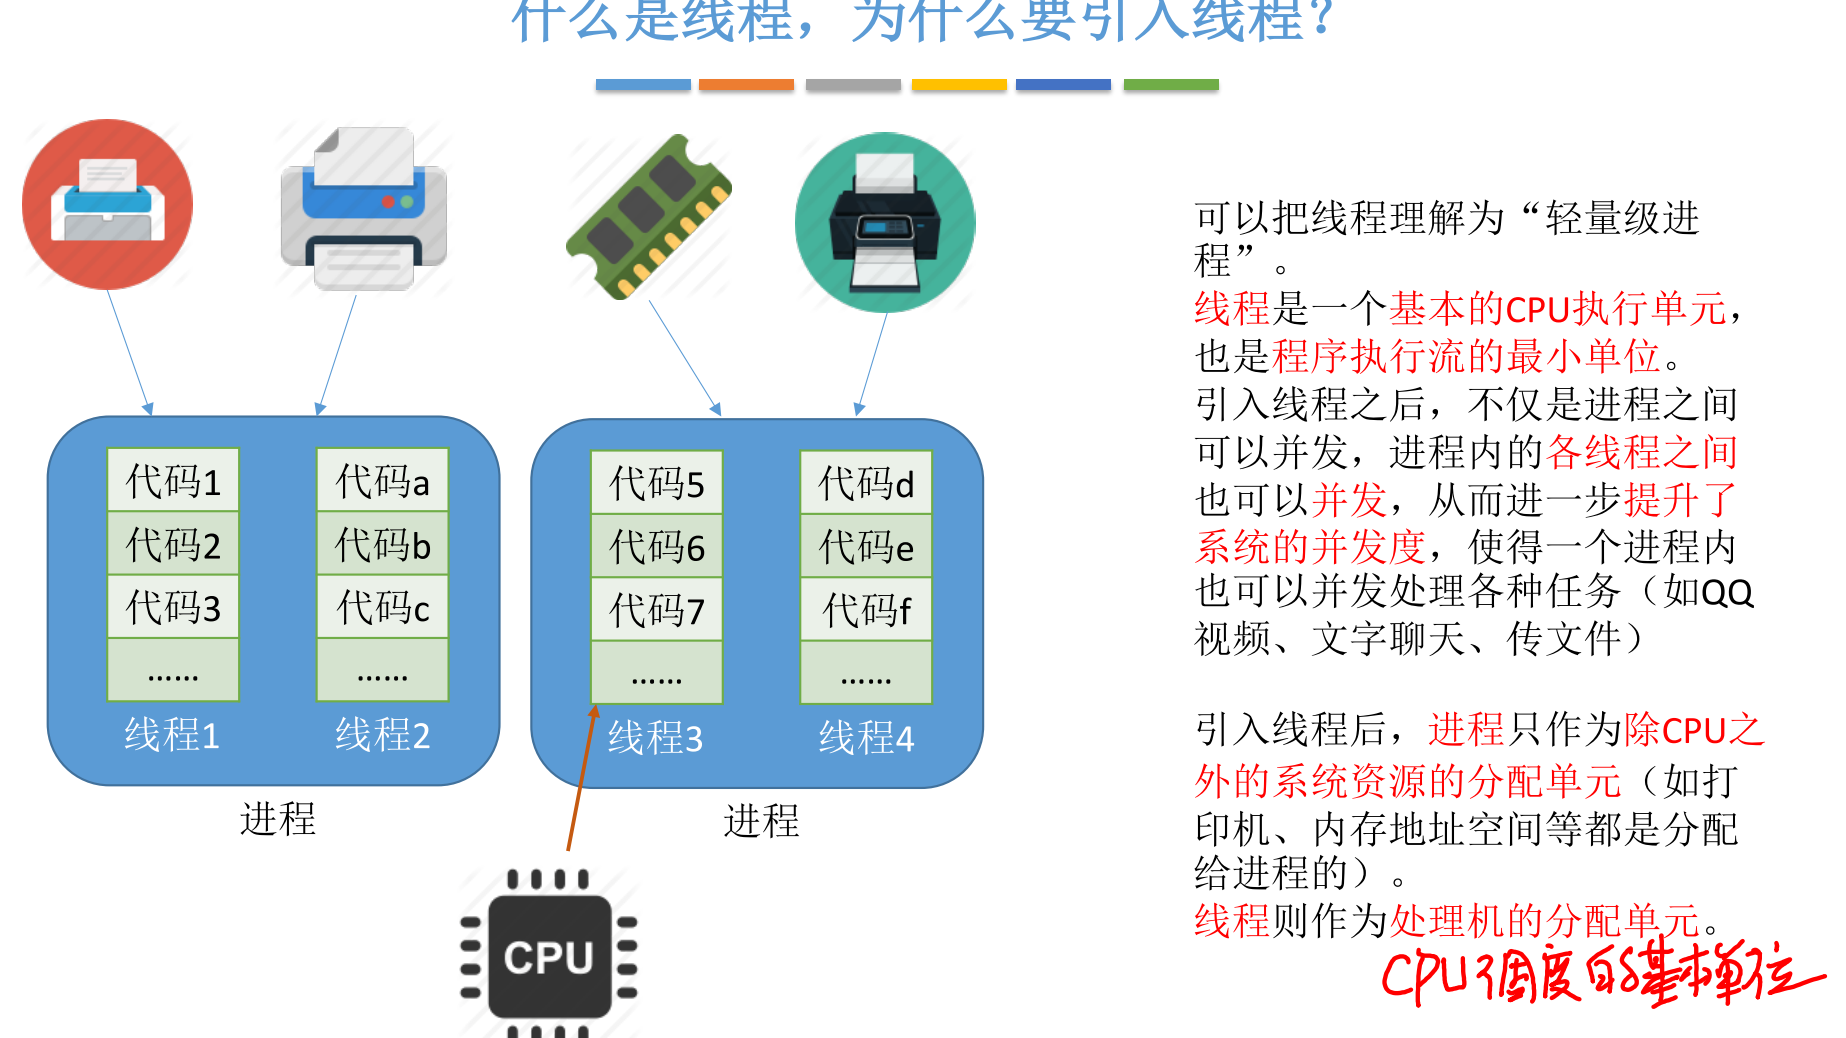 什么是线程，为什么要引入线程？
代码1
代码2
代码3
……
线程1
代码a
代码b
代码c
……
线程2
进程
代码5
代码6
代码7
……
线程3
代码d
代码e
代码f
……
线程4
进程
CPU
可以把线程理解为“轻量级进
程”。
线程是一个基本的CPU执行单元，
也是程序执行流的最小单位。
引入线程之后，不仅是进程之间
可以并发，进程内的各线程之间
也可以并发，从而进一步提升了
系统的并发度，使得一个进程内
也可以并发处理各种任务（如QQ
视频、文字聊天、传文件）
引入线程后，进程只作为除CPU之
外的系统资源的分配单元（如打
印机、内存地址空间等都是分配
给进程的）。
线程则作为处理机的分配单元。
CPU调度的基本单位